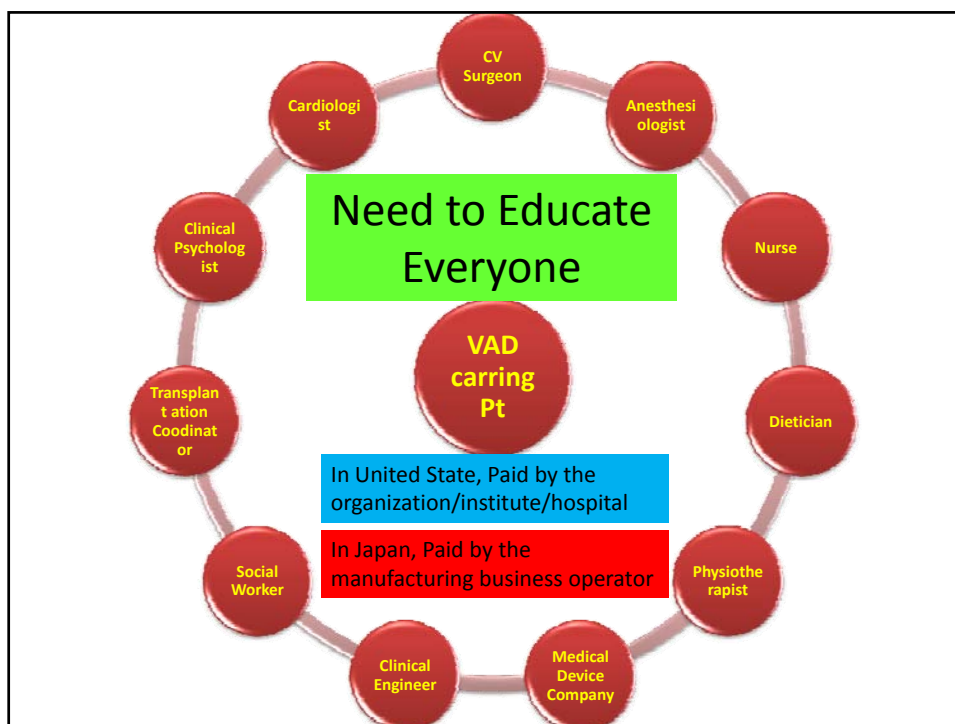 CV
Surgeon
Anesthesi
ologist
Nurse
Dietician
Physiothe
rapist
Medical
Device
Company
Clinical
Engineer
Social
Worker
Transplan
t ation
Coodinat
or
Clinical
Psycholog
ist
Cardiologi
st
Need to Educate
Everyone
VAD
carring
Pt
In United State, Paid by the
organization/institute/hospital
In Japan, Paid by the
manufacturing business operator